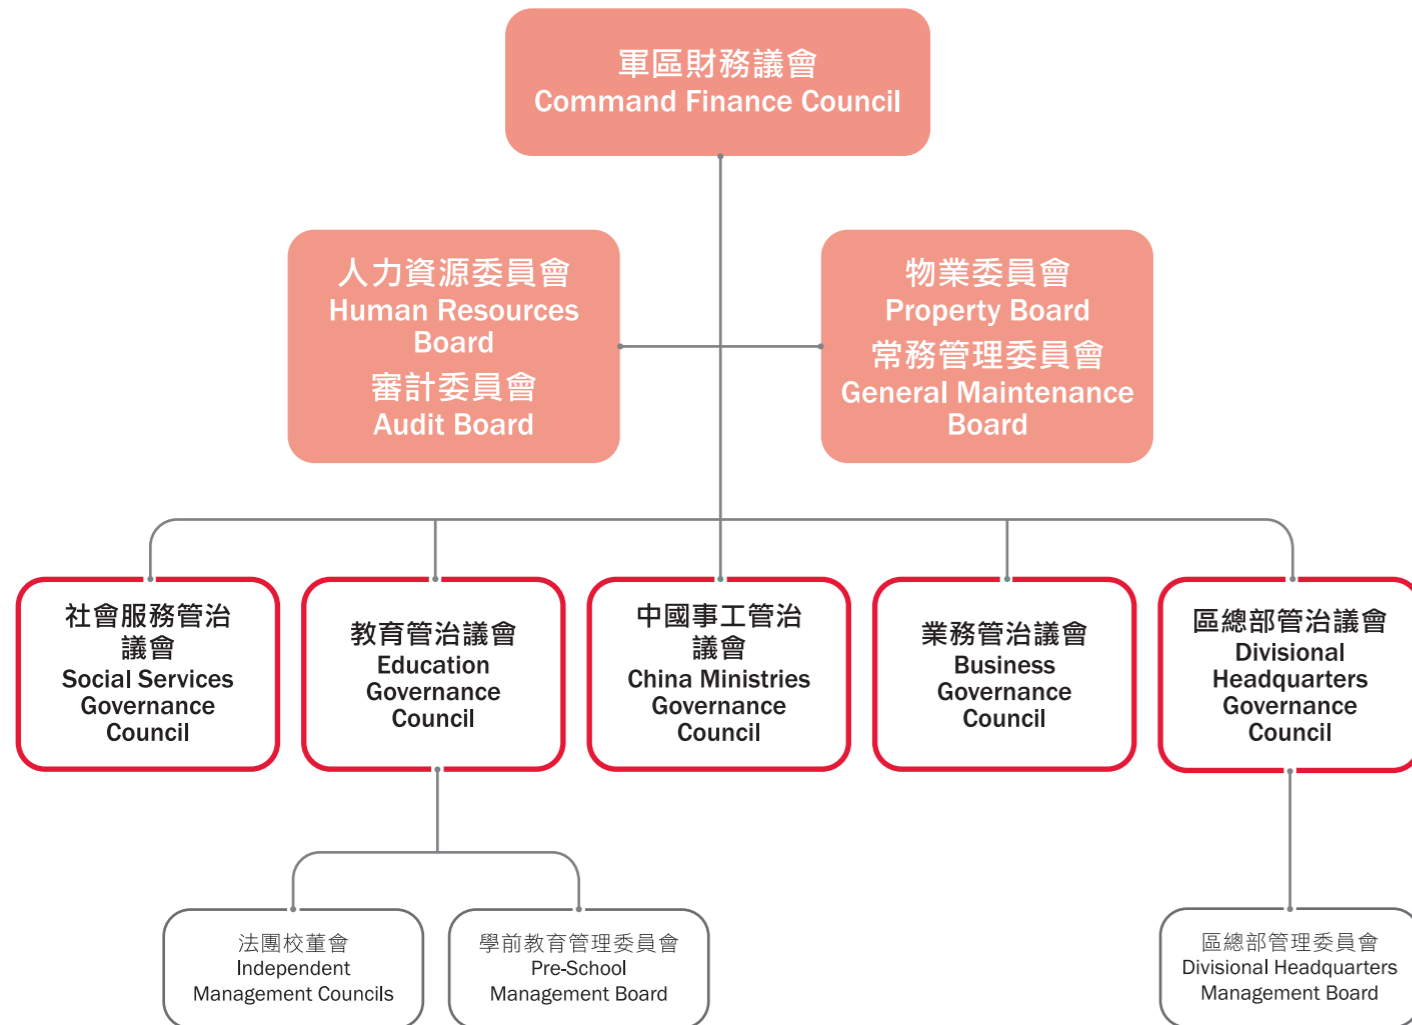 軍區財務議會
Command Finance Council
人力資源委員會
Human Resources
Board
審計委員會
Audit Board
物業委員會
Property Board
常務管理委員會
General Maintenance
Board
社會服務管治
議會
Social Services
Governance
Council
教育管治議會
Education
Governance
Council
中國事工管治
議會
China Ministries
Governance
Council
業務管治議會
Business
Governance
Council
區總部管治議會
Divisional
Headquarters
Governance
Council
法團校董會
Independent
Management Councils
學前教育管理委員會
Pre-School
Management Board
區總部管理委員會
Divisional Headquarters
Management Board